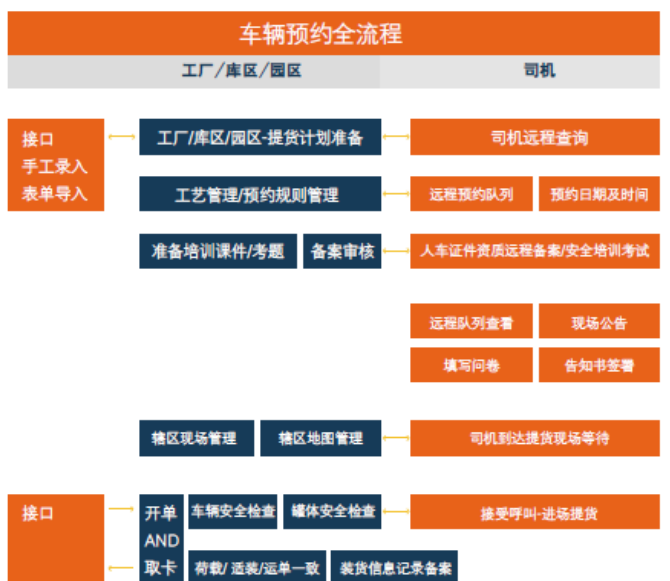 车辆预约全流程
工厂/库区/园区
司机
接口
手工录入
表单导入
工厂/库区/园区-提货计划准备
司机远程查询
工艺管理/预约规则管理
远程预约队列
预约日期及时间
准备培训课件/考题
备案审核
人车证件资质远程备案/安全培训考试
远程队列查看
现场公告
填写问卷
告知书签署
辖区现场管理
辖区地图管理
司机到达提货现场等待
接口
开单
AND
取卡
车辆安全检查
罐体安全检查
接受呼叫-进场提货
荷载/ 适装/运单一致
装货信息记录备案